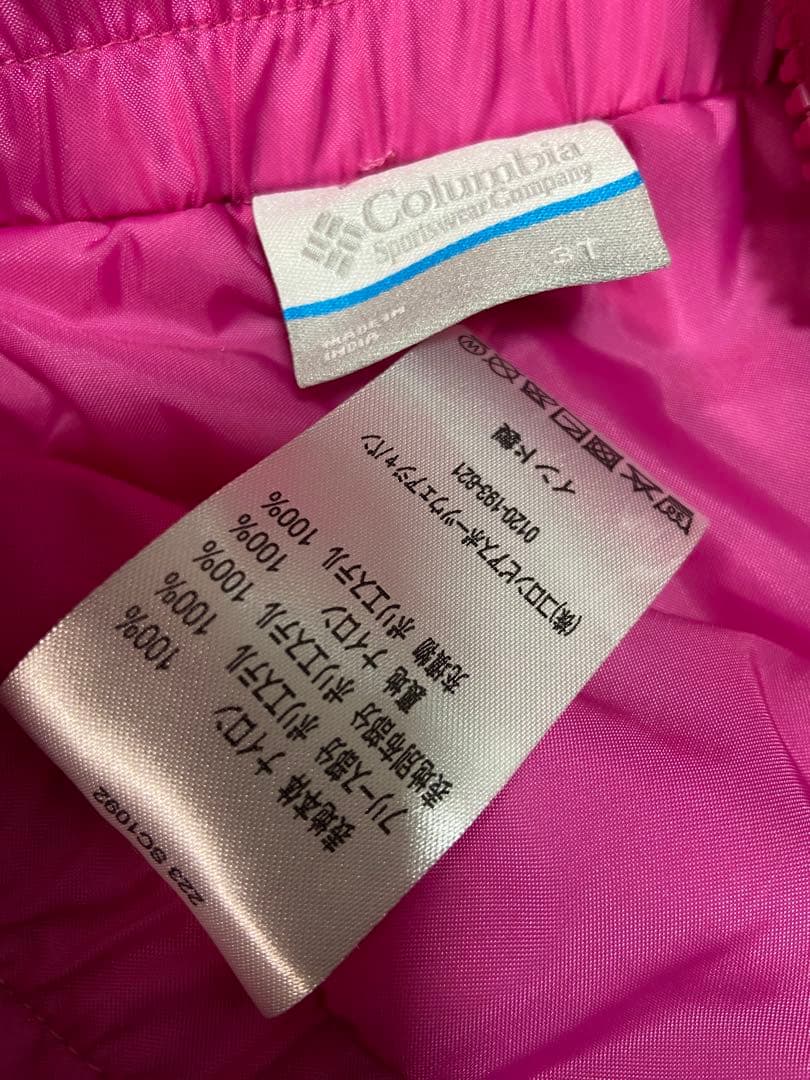 Columbia
Sportswear Company
3T
MADE IN
INDIA
223 SC1092
表地本体 ナイロン 100%
フリース部分 ポリエステル 100%
表地別布部分 ポリエステル 100%
裏地 ナイロン 100%
充填物 ポリエステル 100%
(株)コロンビアスポーツウェアジャパン
0120-193-821
インド製